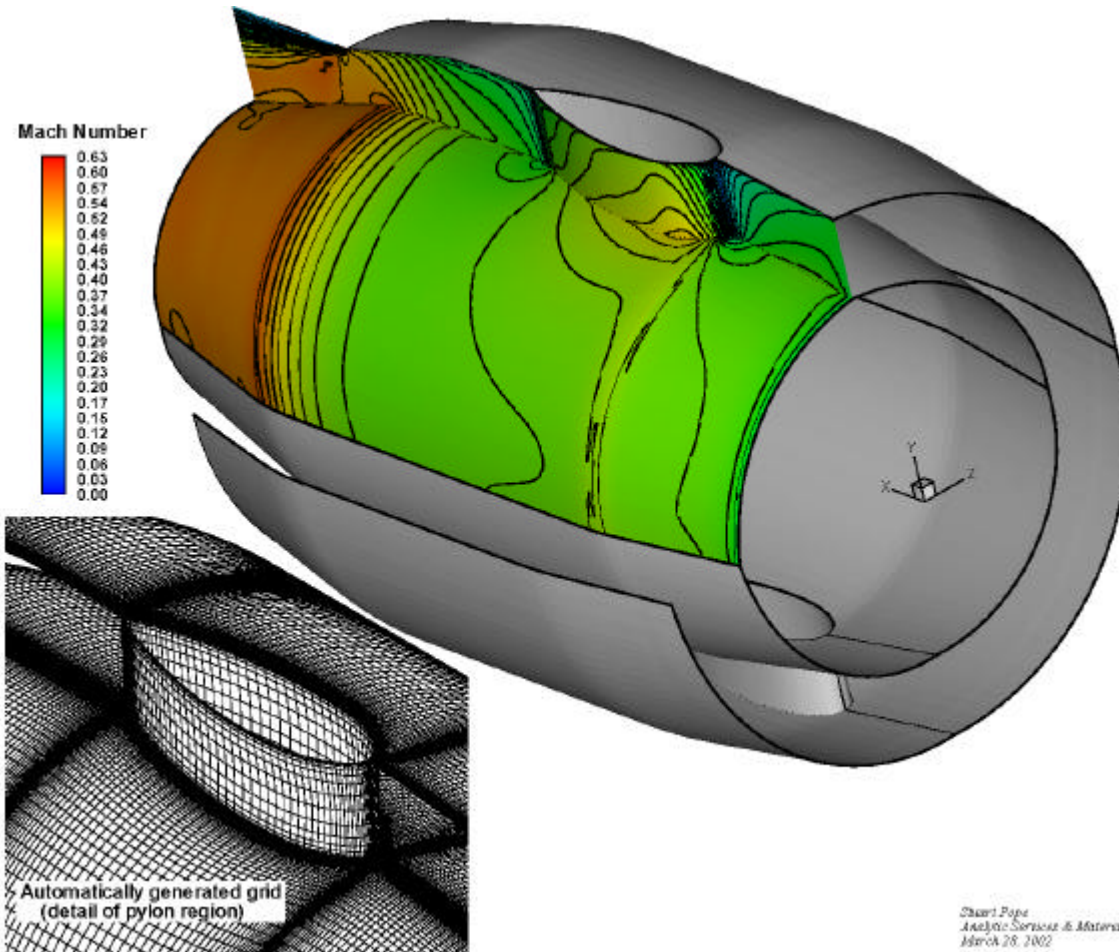 Mach Number
0.63
0.60
0.57
0.54
0.52
0.49
0.46
0.43
0.40
0.37
0.34
0.32
0.29
0.26
0.23
0.20
0.17
0.15
0.12
0.09
0.06
0.03
0.00
Y
X
Z
Automatically generated grid
(detail of pylon region)
Stuart Pope
Analytic Services & Materia
March 28, 2002